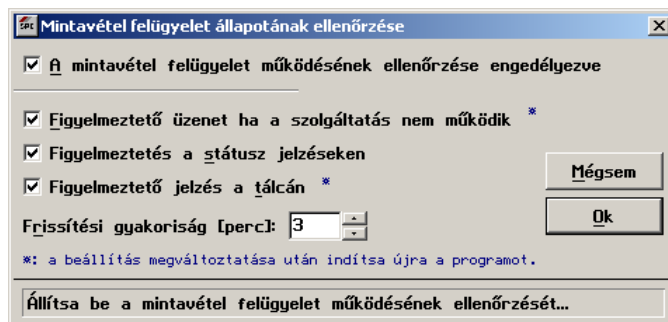 Mintavétel felügyelet állapotának ellenőrzése
A mintavétel felügyelet működésének ellenőrzése engedélyezve
Figyelmeztető üzenet ha a szolgáltatás nem működik *
Figyelmeztetés a státusz jelzéseken
Figyelmeztető jelzés a tálcán *
Mégsem
Frissítési gyakoriság [perc]: 3
Ok
*: a beállítás megváltoztatása után indítsa újra a programot.
Állítsa be a mintavétel felügyelet működésének ellenőrzését...